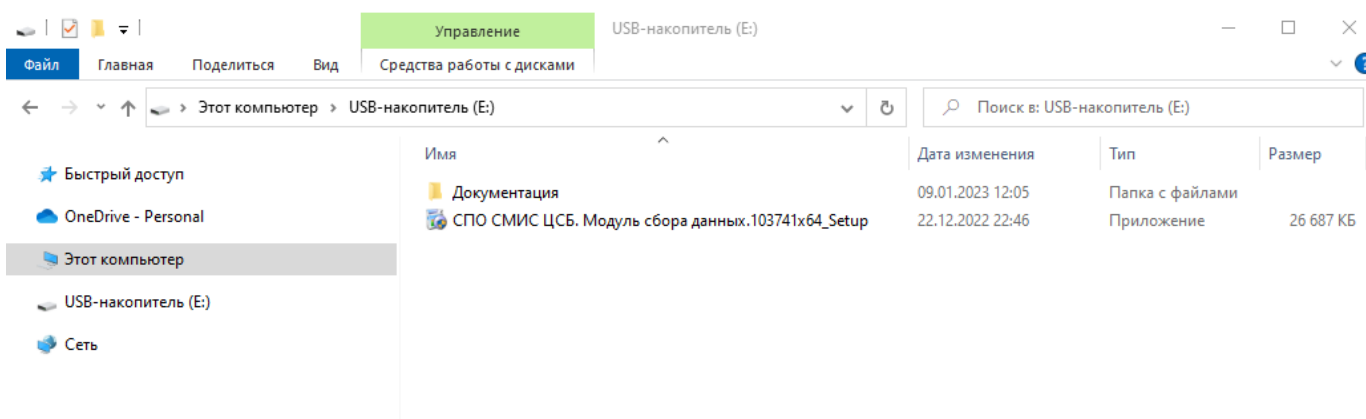 Управление USB-накопитель (E:)
Файл Главная Поделиться Вид Средства работы с дисками
Этот компьютер USB-накопитель (E:) Поиск в: USB-накопитель (E:)
Имя Дата изменения Тип Размер
Быстрый доступ
Документация 09.01.2023 12:05 Папка с файлами
OneDrive - Personal
СПО СМИС ЦСБ. Модуль сбора данных.103741x64_Setup 22.12.2022 22:46 Приложение 26 687 КБ
Этот компьютер
USB-накопитель (E:)
Сеть